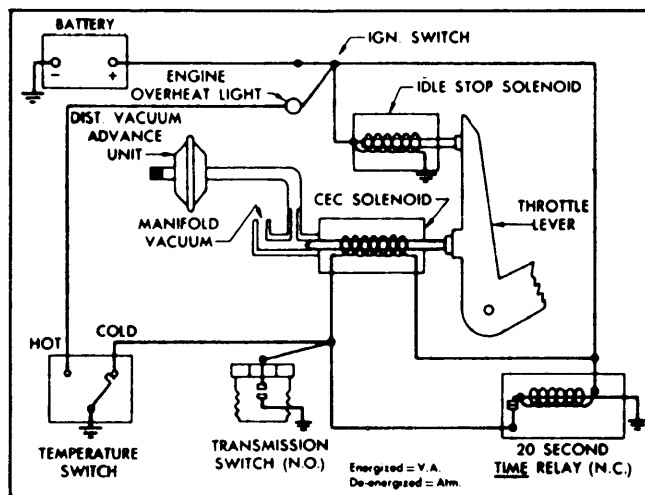 BATTERY
- +
IGN. SWITCH
ENGINE
OVERHEAT LIGHT
IDLE STOP SOLENOID
DIST. VACUUM
ADVANCE
UNIT
CEC SOLENOID
MANIFOLD
VACUUM
THROTTLE
LEVER
HOT
COLD
TEMPERATURE
SWITCH
TRANSMISSION
SWITCH (N.O.)
Energized = V.A.
De-energized = Atm.
20 SECOND
TIME RELAY (N.C.)